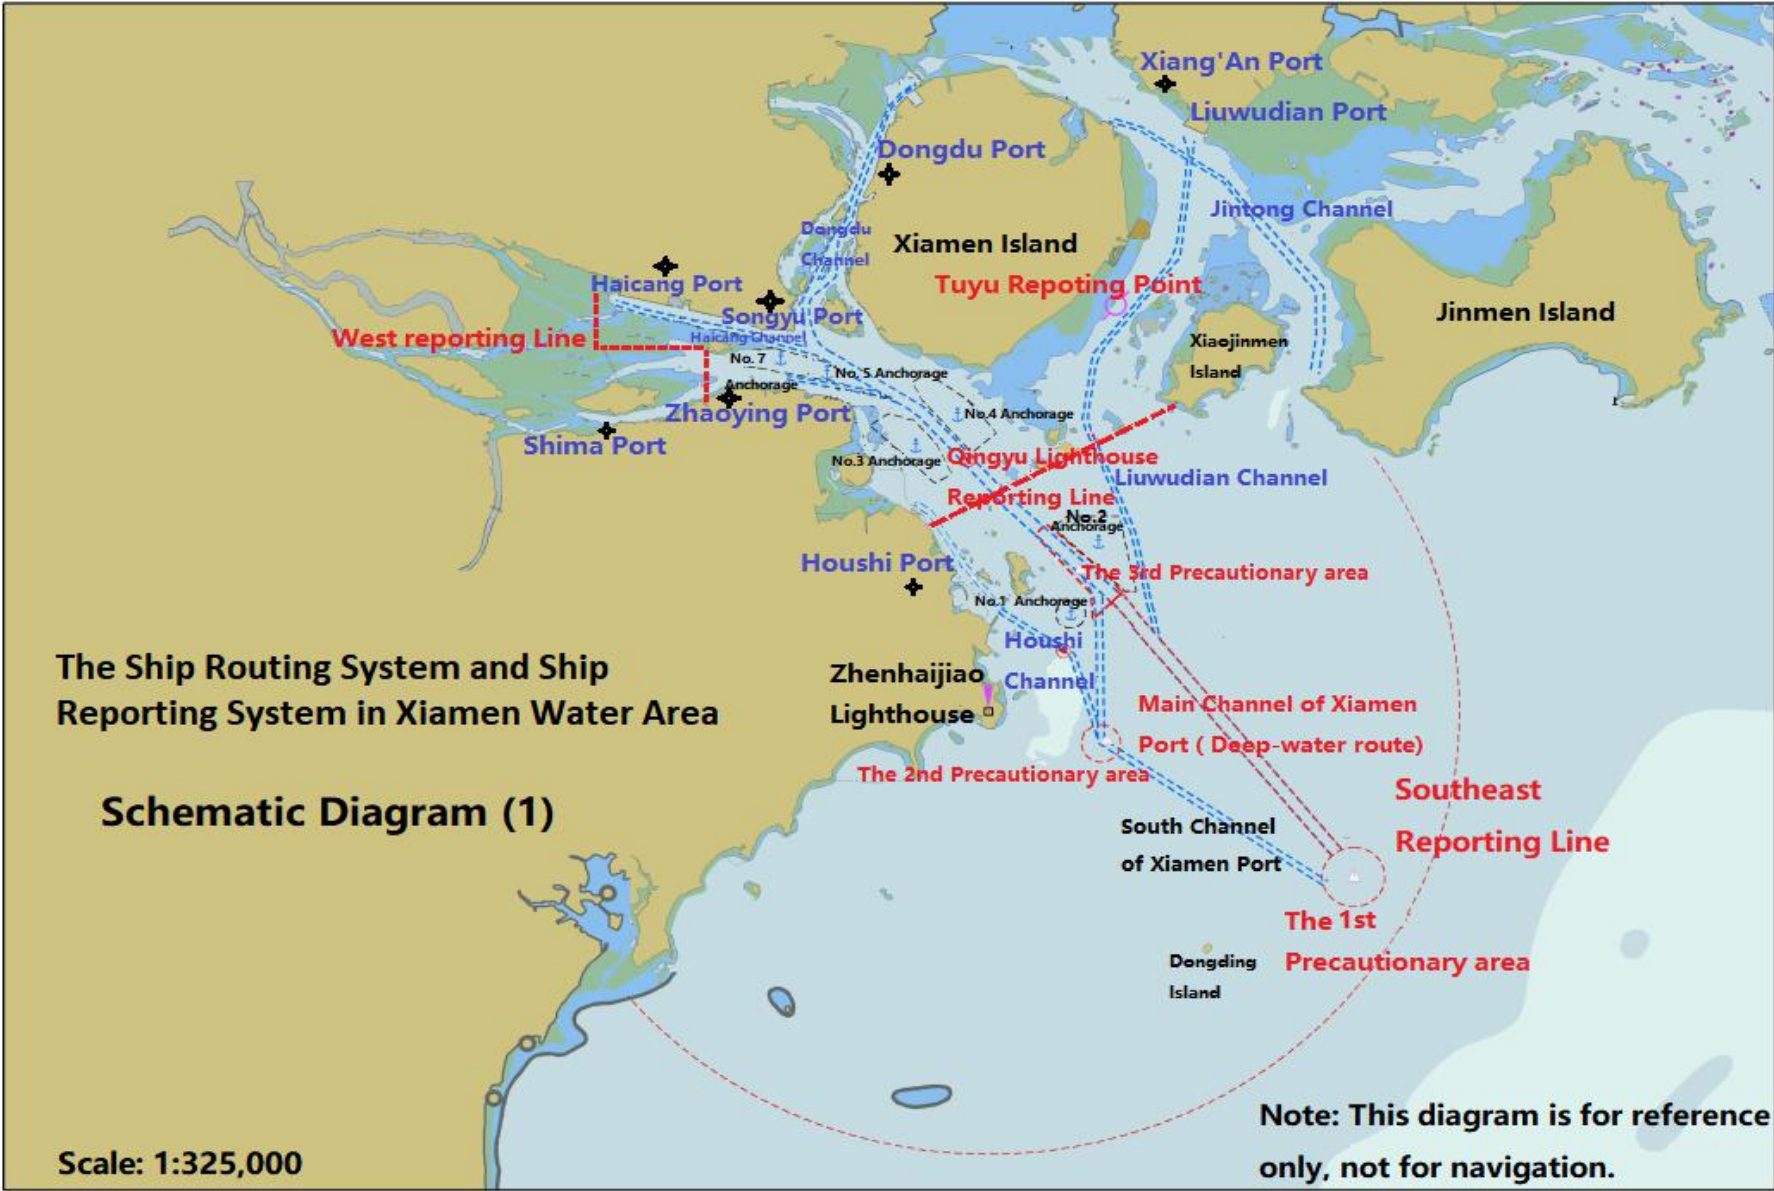 Xiang'An Port
Liuwudian Port
Dongdu Port
Jintong Channel
Dongdu
Channel
Xiamen Island
Haicang Port
Tuyu Repoting Point
Songyu Port
Jinmen Island
West reporting Line
Haicang Channel
Xiaojinmen
Island
No. 7
Anchorage
No. 5 Anchorage
Zhaoying Port
No.4 Anchorage
Shima Port
No.3 Anchorage
Qingyu Lighthouse
Reporting Line
Liuwudian Channel
No.2
Anchorage
Houshi Port
The 3rd Precautionary area
No.1 Anchorage
Houshi
Channel
The Ship Routing System and Ship
Reporting System in Xiamen Water Area
Zhenhaijiao
Lighthouse
Main Channel of Xiamen
Port ( Deep-water route)
The 2nd Precautionary area
Schematic Diagram (1)
Southeast
Reporting Line
South Channel
of Xiamen Port
The 1st
Precautionary area
Dongding
Island
Note: This diagram is for reference
only, not for navigation.
Scale: 1:325,000